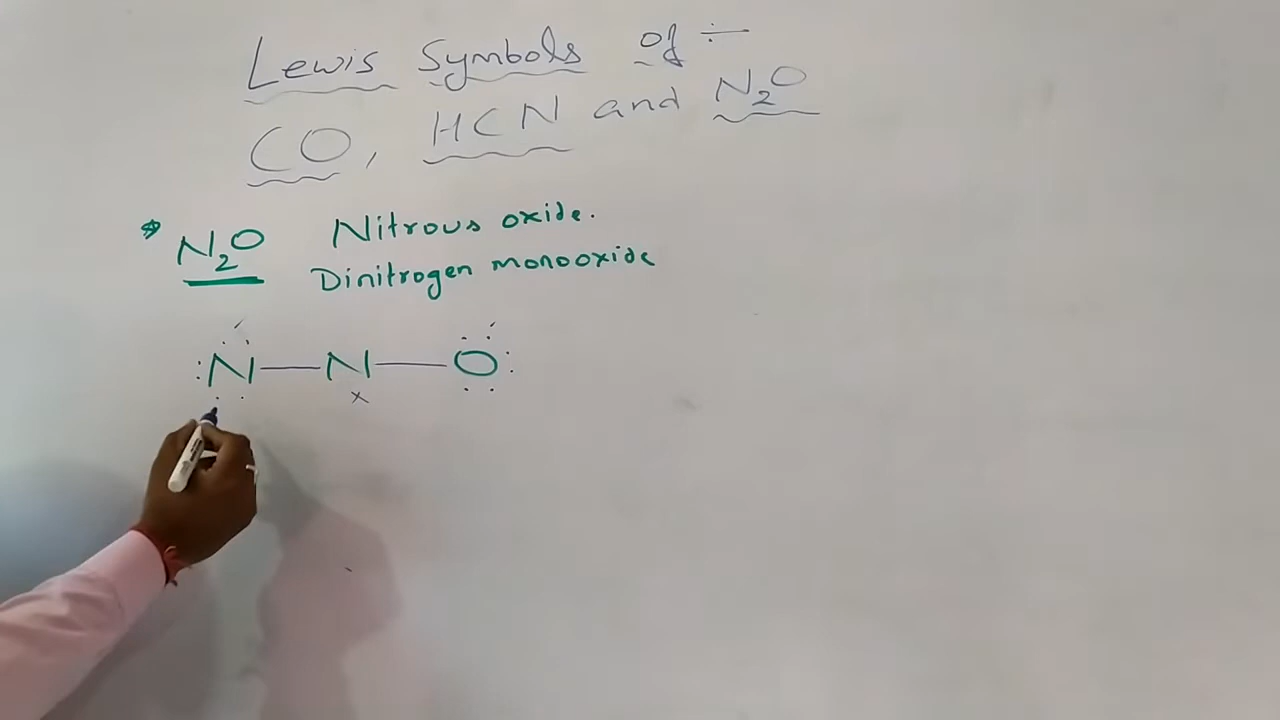 Lewis Symbols of :-
CO, HCN and N₂O
* N₂O Nitrous oxide.
Dinitrogen monooxide
:N — N — O:
x